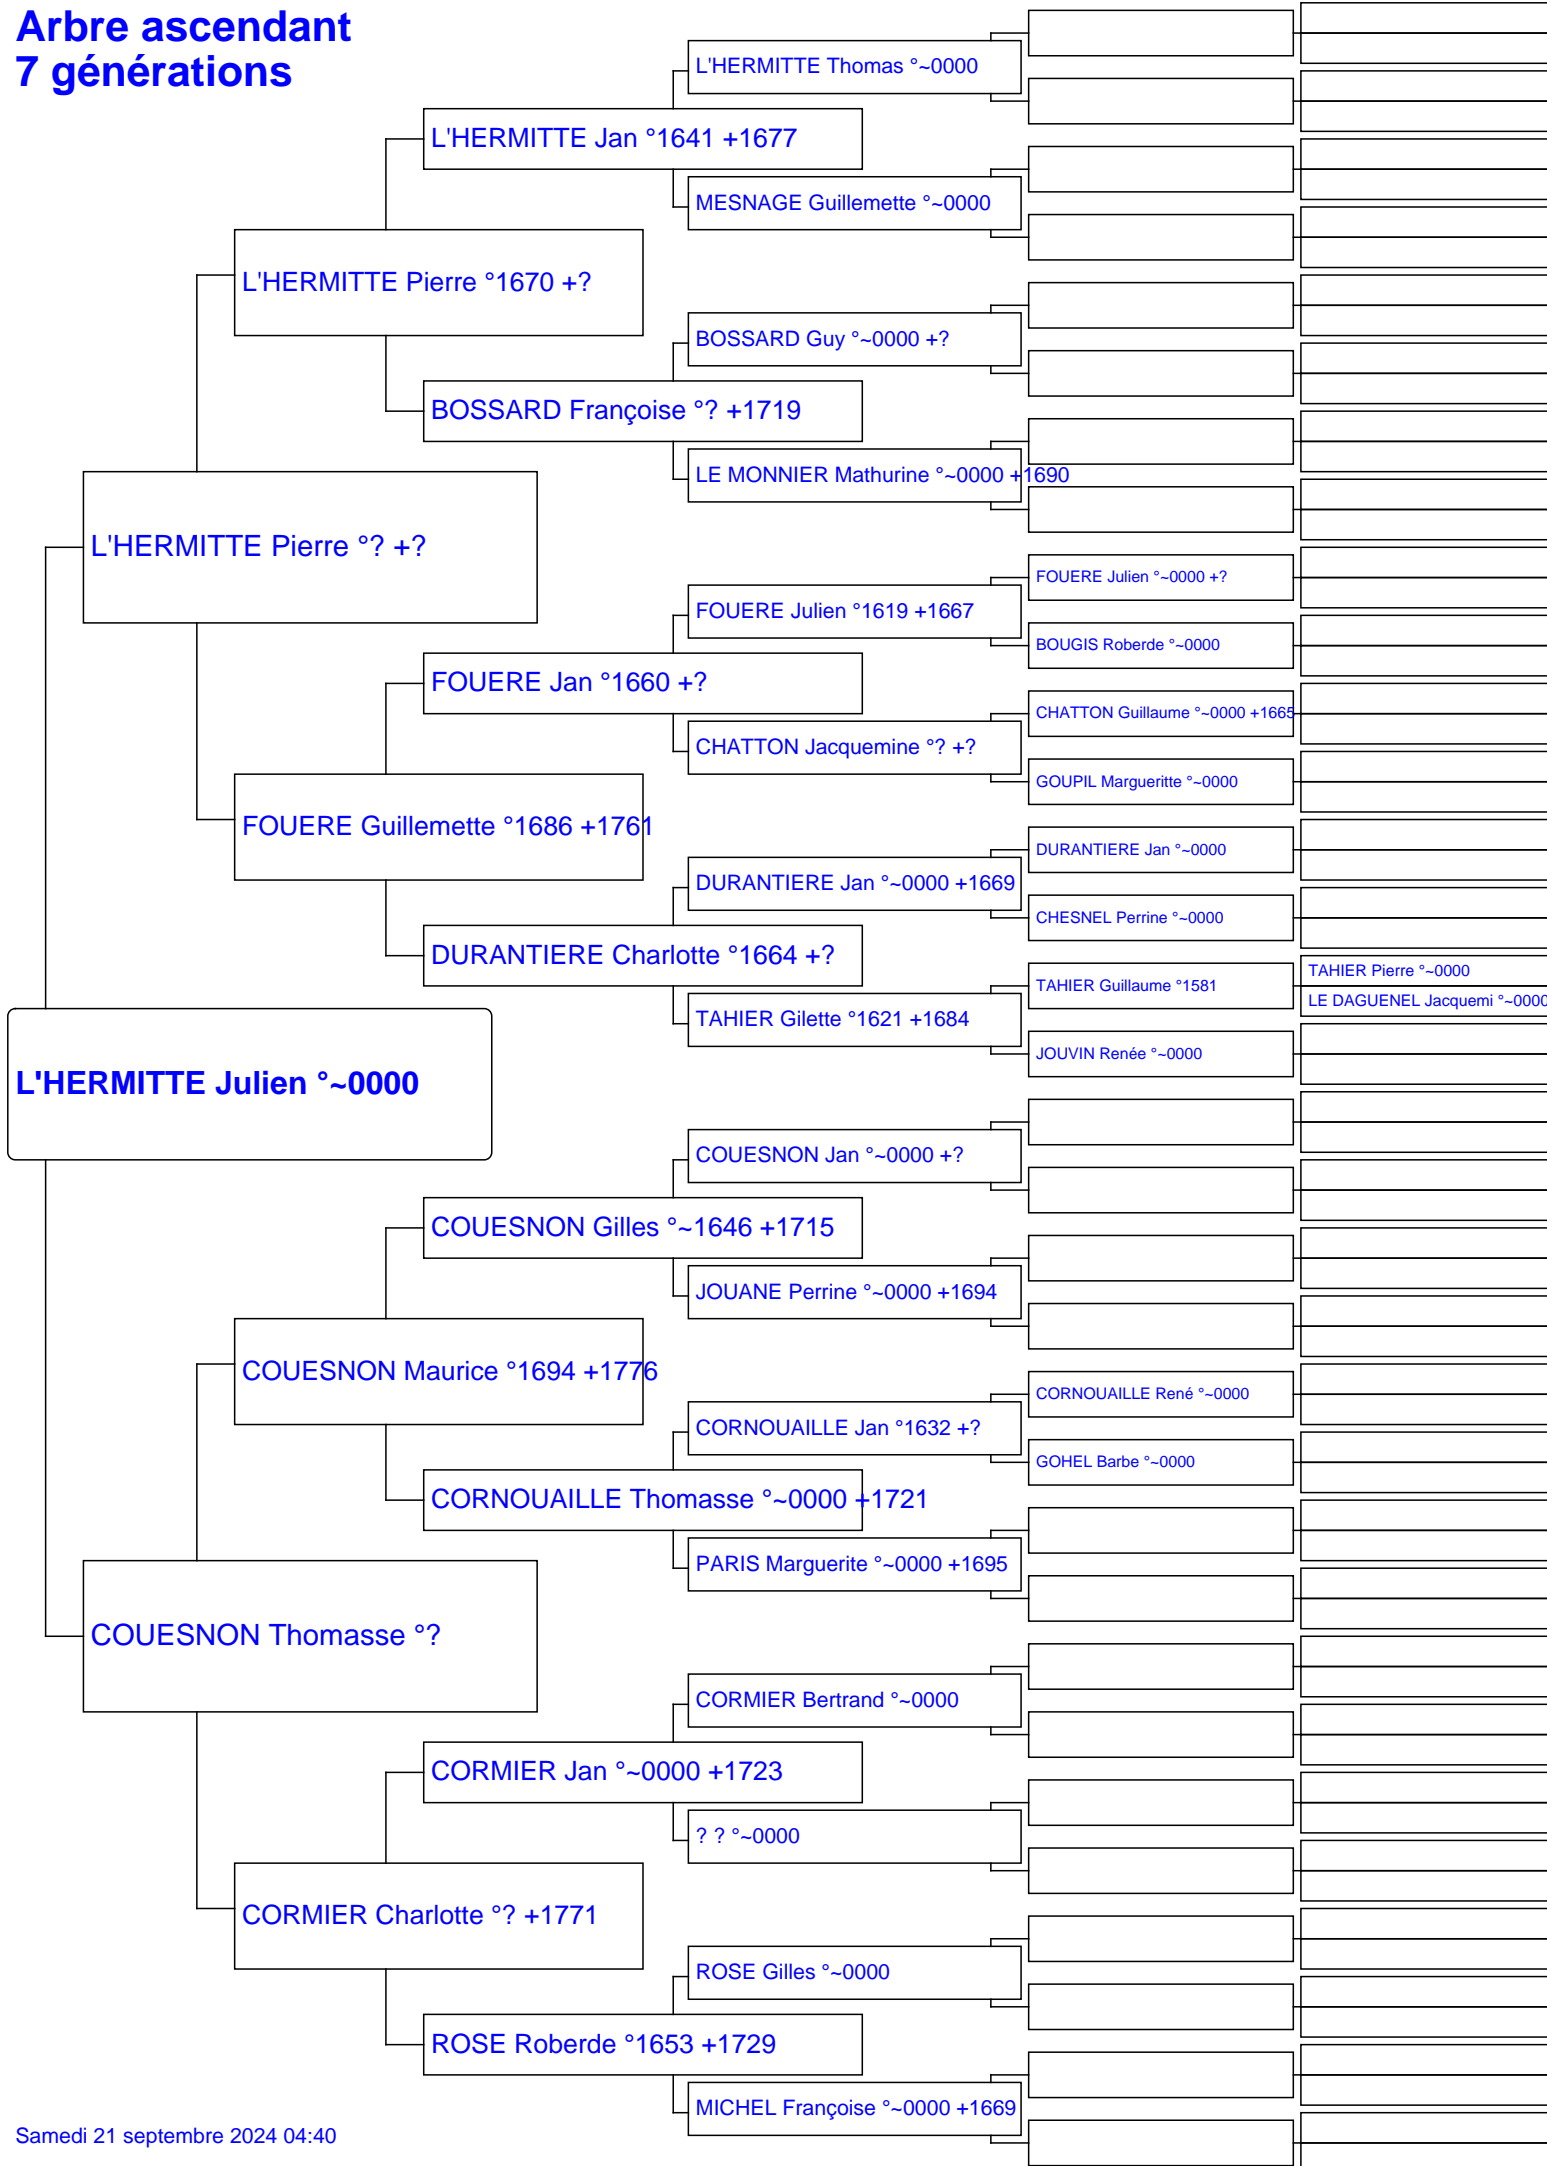 Arbre ascendant
7 générations
L'HERMITTE Thomas °~0000
L'HERMITTE Jan °1641 +1677
MESNAGE Guillemette °~0000
L'HERMITTE Pierre °1670 +?
BOSSARD Guy °~0000 +?
BOSSARD Françoise °? +1719
LE MONNIER Mathurine °~0000 +1690
L'HERMITTE Pierre °? +?
FOUERE Julien °~0000 +?
FOUERE Julien °1619 +1667
BOUGIS Roberde °~0000
FOUERE Jan °1660 +?
CHATTON Guillaume °~0000 +1665
CHATTON Jacquemine °? +?
GOUPIL Margueritte °~0000
FOUERE Guillemette °1686 +1761
DURANTIERE Jan °~0000
DURANTIERE Jan °~0000 +1669
CHESNEL Perrine °~0000
DURANTIERE Charlotte °1664 +?
TAHIER Pierre °~0000
TAHIER Guillaume °1581
LE DAGUENEL Jacquemi °~0000
TAHIER Gilette °1621 +1684
JOUVIN Renée °~0000
L'HERMITTE Julien °~0000
COUESNON Jan °~0000 +?
COUESNON Gilles °~1646 +1715
JOUANE Perrine °~0000 +1694
COUESNON Maurice °1694 +1776
CORNOUAILLE René °~0000
CORNOUAILLE Jan °1632 +?
GOHEL Barbe °~0000
CORNOUAILLE Thomasse °~0000 +1721
PARIS Marguerite °~0000 +1695
COUESNON Thomasse °?
CORMIER Bertrand °~0000
CORMIER Jan °~0000 +1723
? ? °~0000
CORMIER Charlotte °? +1771
ROSE Gilles °~0000
ROSE Roberde °1653 +1729
MICHEL Françoise °~0000 +1669
Samedi 21 septembre 2024 04:40